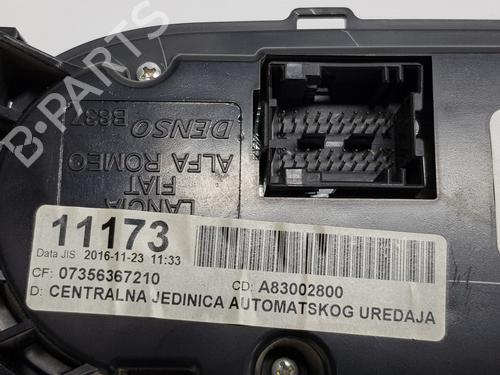 B-PARTS
B837
DENSO
ALFA ROMEO
FIAT
LANCIA
11173
Data JIS 2016-11-23 11:33
CF: 07356367210
CD: A83002800
D: CENTRALNA JEDINICA AUTOMATSKOG UREDAJA